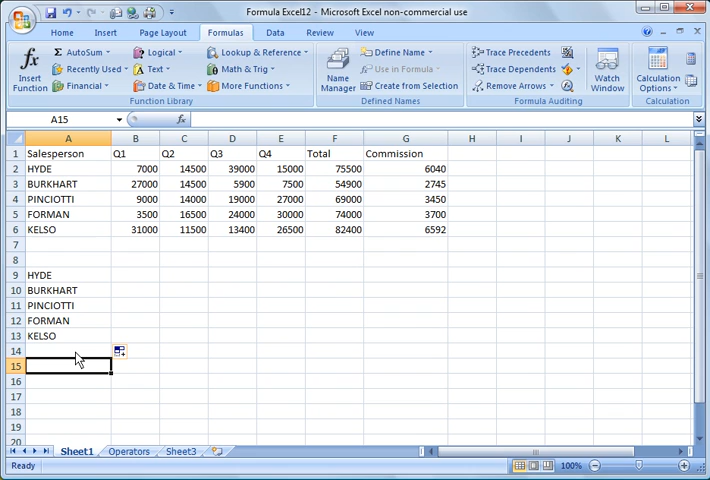 Formula Excel12 - Microsoft Excel non-commercial use
Home Insert Page Layout Formulas Data Review View
fx Insert Function
Σ AutoSum
Recently Used
Financial
Logical
Text
Date & Time
Lookup & Reference
Math & Trig
More Functions
Function Library
Name Manager
Define Name
Use in Formula
Create from Selection
Defined Names
Trace Precedents
Trace Dependents
Remove Arrows
Formula Auditing
Watch Window
Calculation Options
Calculation
A15 fx
A B C D E F G H I J K L
1 Salesperson Q1 Q2 Q3 Q4 Total Commission
2 HYDE 7000 14500 39000 15000 75500 6040
3 BURKHART 27000 14500 5900 7500 54900 2745
4 PINCIOTTI 9000 14000 19000 27000 69000 3450
5 FORMAN 3500 16500 24000 30000 74000 3700
6 KELSO 31000 11500 13400 26500 82400 6592
7
8
9 HYDE
10 BURKHART
11 PINCIOTTI
12 FORMAN
13 KELSO
14
15
16
17
18
19
20
Sheet1 Operators Sheet3
Ready 100%